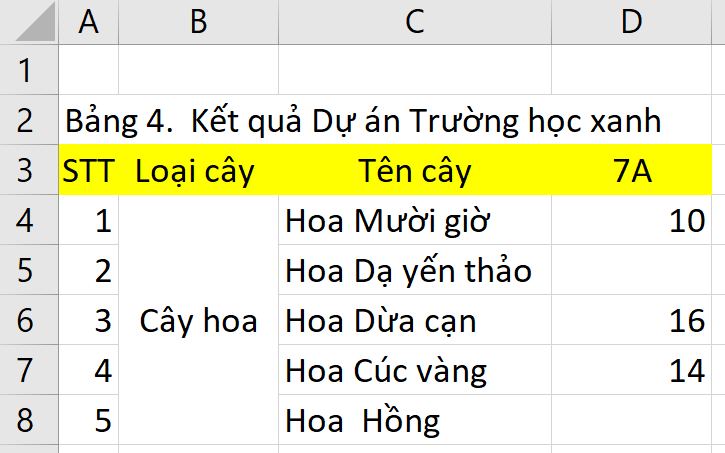 A B C D
1
2 Bảng 4. Kết quả Dự án Trường học xanh
3 STT Loại cây Tên cây 7A
4 1 Hoa Mười giờ 10
5 2 Hoa Dạ yến thảo
6 3 Cây hoa Hoa Dừa cạn 16
7 4 Hoa Cúc vàng 14
8 5 Hoa  Hồng